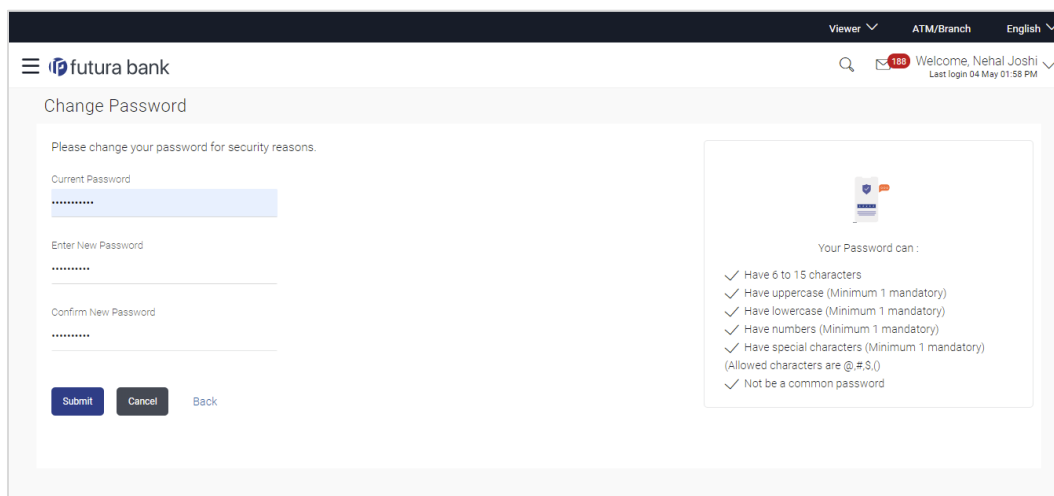 Viewer ATM/Branch English
futura bank 188 Welcome, Nehal Joshi
Last login 04 May 01:58 PM
Change Password
Please change your password for security reasons.
Current Password
•••••••••••
Enter New Password
••••••••••
Confirm New Password
••••••••••
Submit Cancel Back
Your Password can :
Have 6 to 15 characters
Have uppercase (Minimum 1 mandatory)
Have lowercase (Minimum 1 mandatory)
Have numbers (Minimum 1 mandatory)
Have special characters (Minimum 1 mandatory)
(Allowed characters are @,#,$,()
Not be a common password